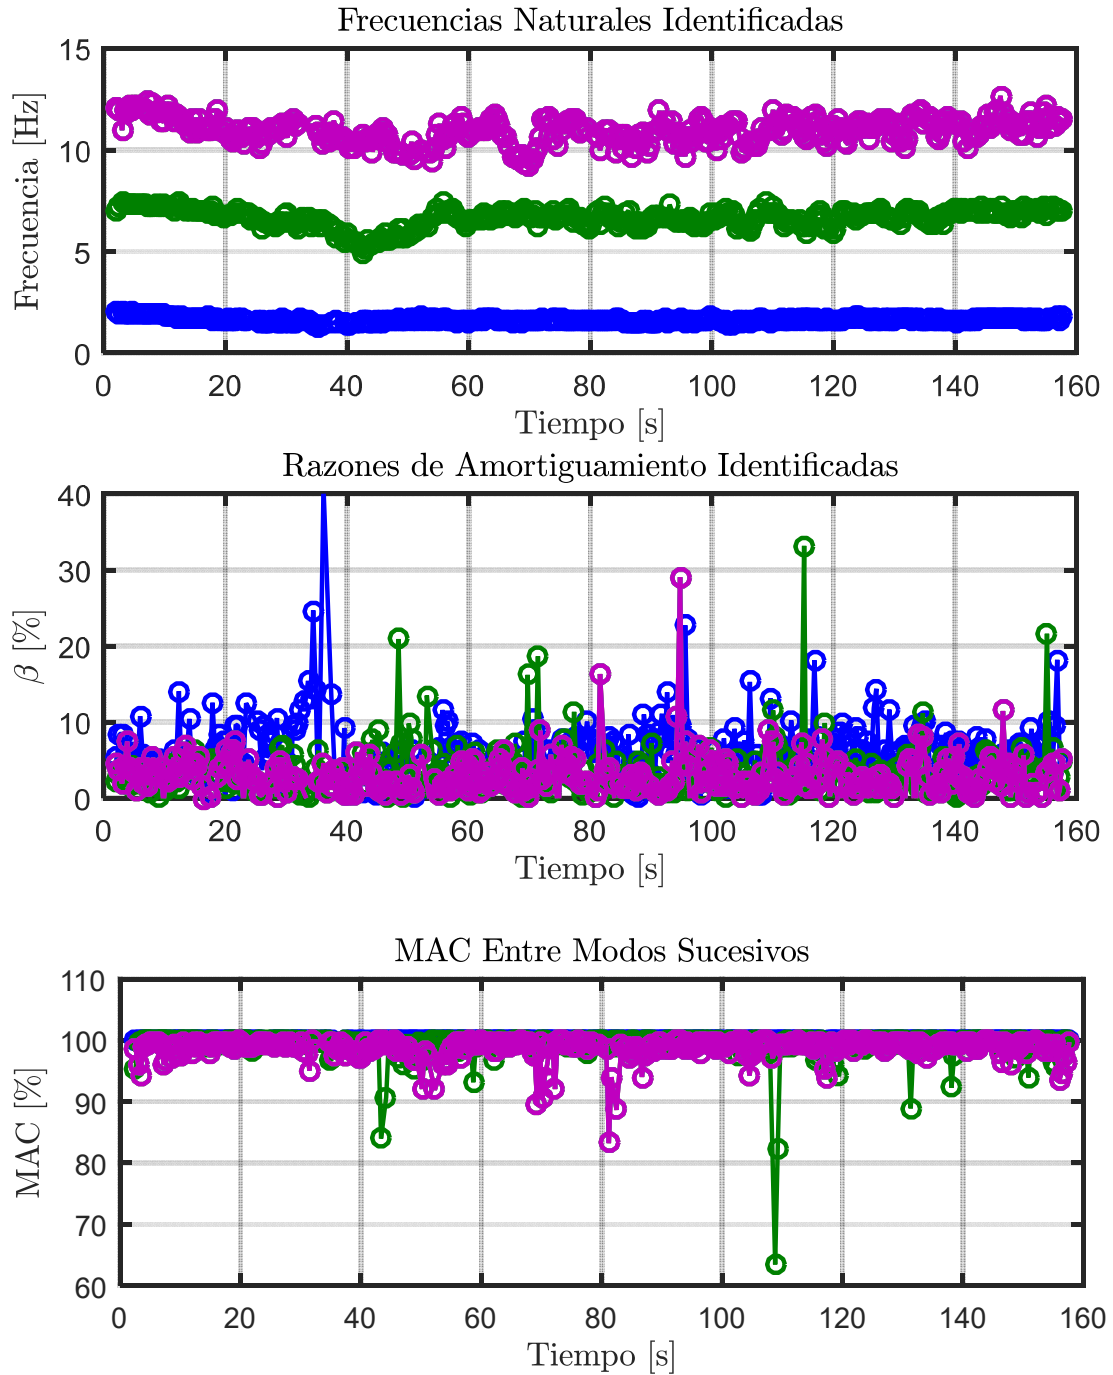 Frecuencias Naturales Identificadas
Frecuencia [Hz]
15
10
5
0
0 20 40 60 80 100 120 140 160
Tiempo [s]
Razones de Amortiguamiento Identificadas
β [%]
40
30
20
10
0
0 20 40 60 80 100 120 140 160
Tiempo [s]
MAC Entre Modos Sucesivos
MAC [%]
110
100
90
80
70
60
0 20 40 60 80 100 120 140 160
Tiempo [s]